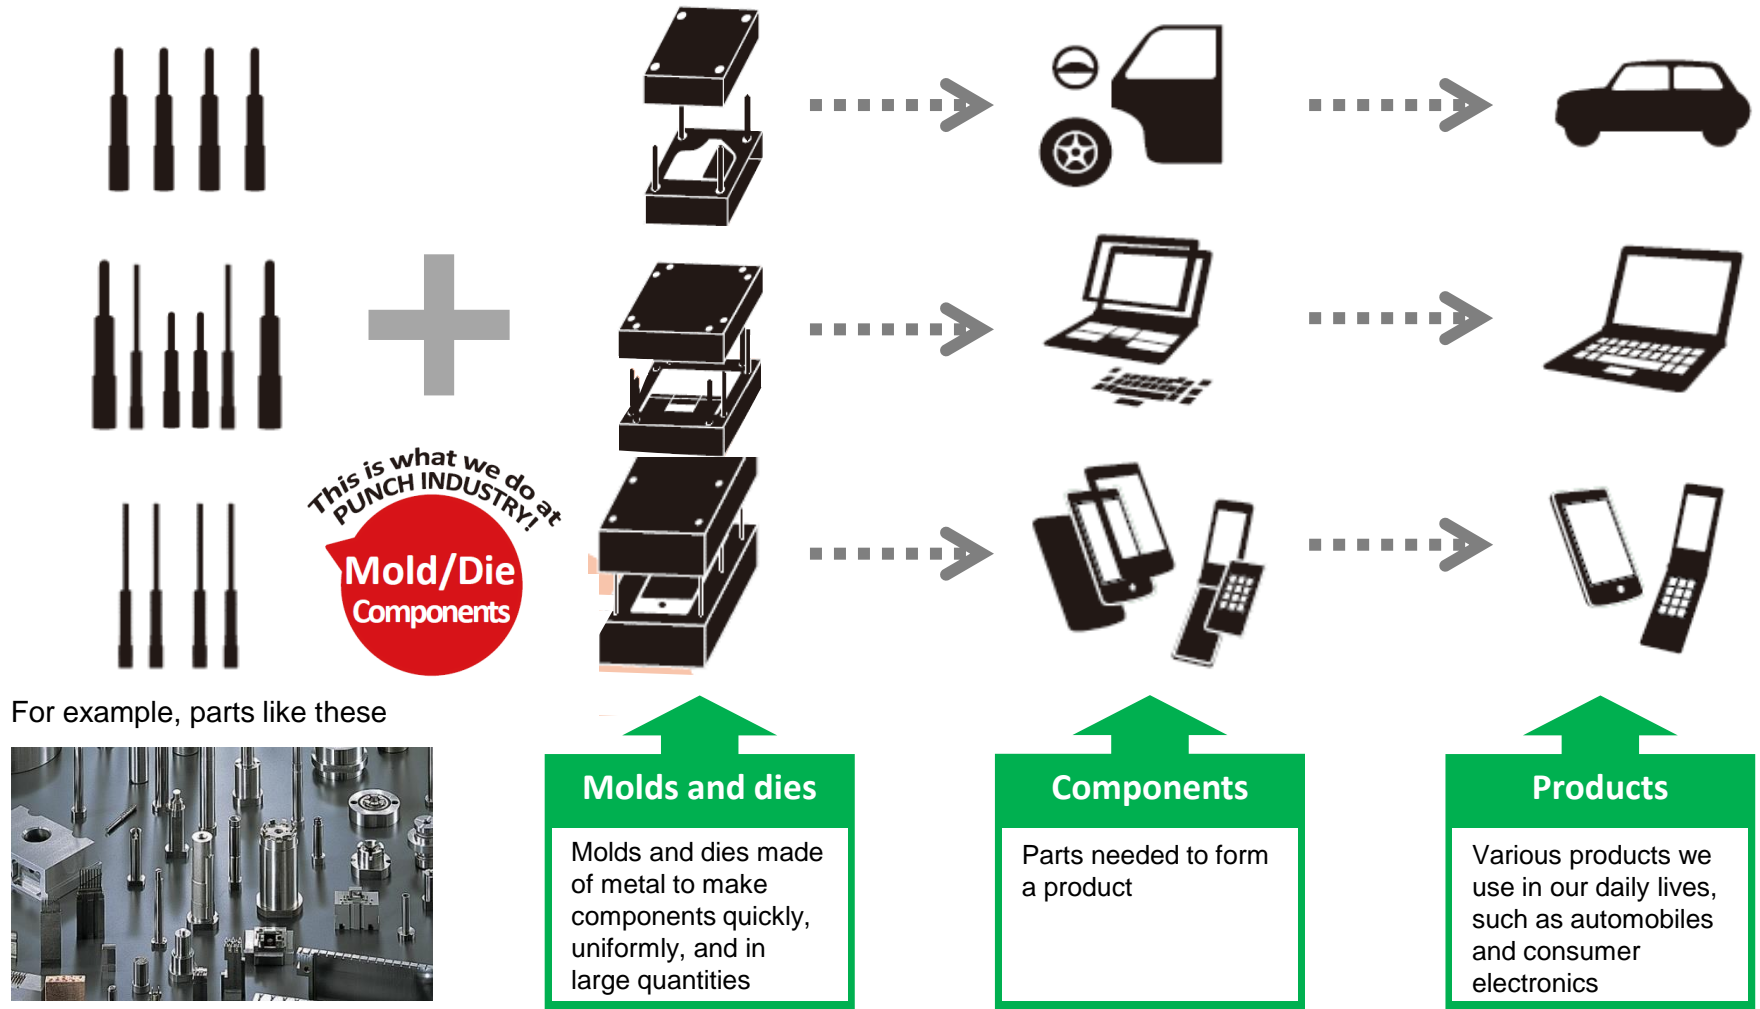 This is what we do at
PUNCH INDUSTRY!
Mold/Die
Components
For example, parts like these
Molds and dies
Molds and dies made
of metal to make
components quickly,
uniformly, and in
large quantities
Components
Parts needed to form
a product
Products
Various products we
use in our daily lives,
such as automobiles
and consumer
electronics